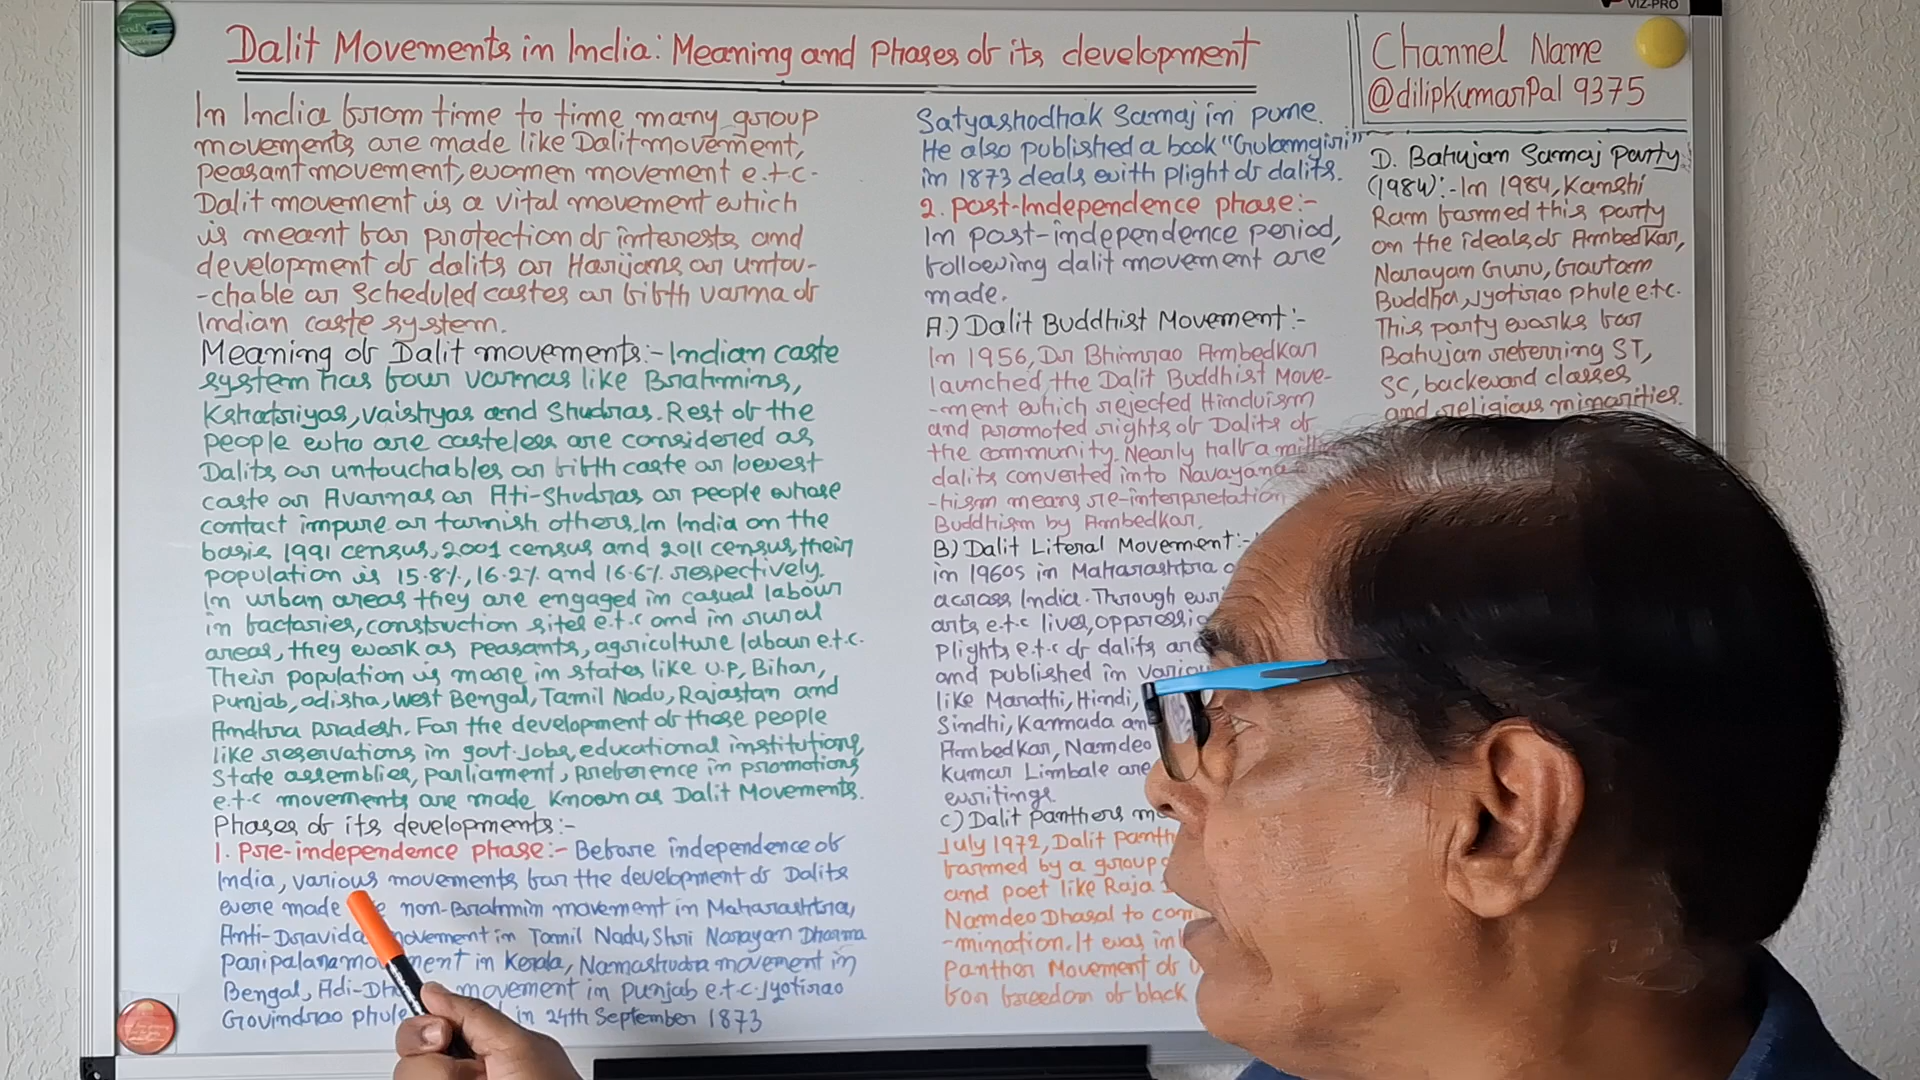 VIZ-PRO
Dalit Movements in India: Meaning and Phases of its development
In India from time to time many group
movements are made like Dalit movement,
peasant movement, women movement e.t.c.
Dalit movement is a vital movement which
is meant for protection of interests and
development of dalits or Harijans or untou-
-chable or scheduled castes or fifth varna of
Indian caste system.
Meaning of Dalit movements:- Indian caste
system has four varnas like Brahmins,
Kshatriyas, Vaishyas and Shudras. Rest of the
people who are casteless are considered as
Dalits or untouchables or fifth caste or lowest
caste or Avarnas or Ati-Shudras or people whose
contact impure or tarnish others. In India on the
basis 1991 census, 2001 census and 2011 census, their
population is 15.8%, 16.2% and 16.6% respectively.
In urban areas they are engaged in casual labour
in factories, construction sites e.t.c and in rural
areas, they work as peasants, agriculture labour e.t.c.
Their population is more in states like U.P, Bihar,
Punjab, odisha, West Bengal, Tamil Nadu, Rajastan and
Andhra Pradesh. For the development of those people
like reservations in govt. jobs, educational institutions,
State assemblies, parliament, preference in promotions
e.t.c movements are made known as Dalit Movements.
Phases of its developments:-
1. Pre-independence phase:- Before independence of
India, various movements for the development of Dalits
were made non-Brahmin movement in Maharashtra,
Anti-Dravida movement in Tamil Nadu, Shri Narayan Dharma
Paripalana movement in Kerala, Namashudra movement in
Bengal, Adi- movement in Punjab e.t.c. Jyotirao
Govindrao phule in 24th September 1873
Satyashodhak Samaj in pune.
He also published a book "Gulamgiri"
in 1873 deals with plight of dalits.
2. Post-Independence phase:-
In post-independence period,
following dalit movement are
made.
A.) Dalit Buddhist Movement:-
In 1956, Dr Bhimrao Ambedkar
launched the Dalit Buddhist Move-
-ment which rejected Hinduism
and promoted rights of Dalits of
the community. Nearly half a
dalits converted into Navayana
-hism means re-interpretation
Buddhism by Ambedkar.
B) Dalit Literal Movement:-
in 1960s in Maharashtra
across India. Through
arts e.t.c lives,
plights e.t.c of dalits are
and published in
like Marathi, Hindi,
Sindhi, Kannada
Ambedkar, Namdeo
Kumar Limbale are
writings.
C) Dalit Panthers
July 1972, Dalit
formed by a group
and poet like Raja
Namdeo Dhasal to
-mination. It was
Panther Movement of
for freedom of black
Channel Name
@dilipkumarPal 9375
D. Bahujan Samaj Party
(1984):- In 1984, Kanshi
Ram formed this party
on the ideals of Ambedkar,
Narayan Guru, Gautam
Buddha, Jyotirao Phule e.t.c.
This party works for
Bahujan referring ST,
SC, backward classes
and religious minorities.